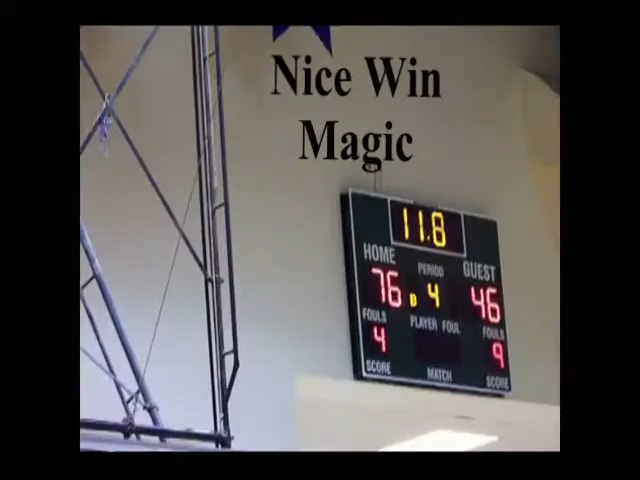 Nice Win
Magic
11.8
HOME
PERIOD
GUEST
76
4
46
FOULS
PLAYER FOUL
FOULS
4
9
SCORE
MATCH
SCORE